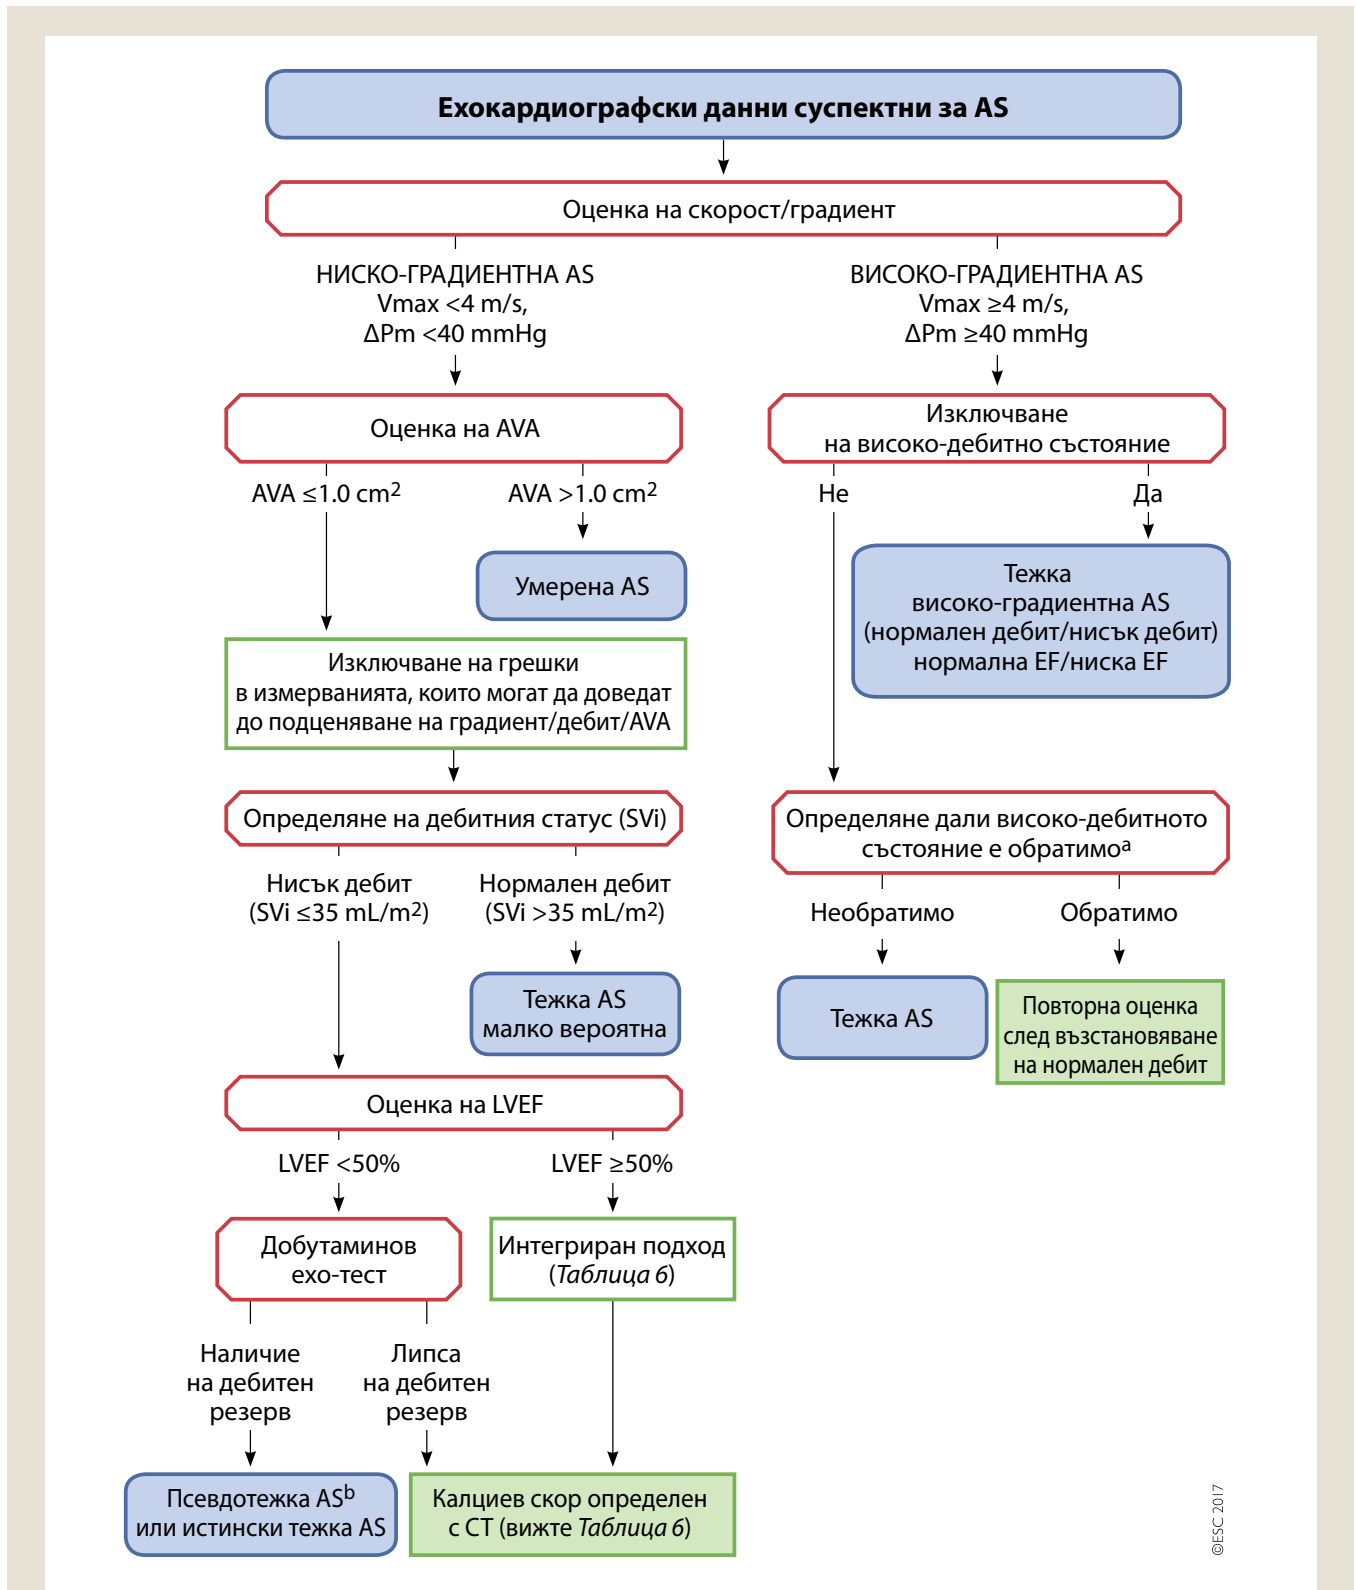 Ехокардиографски данни суспектни за AS
Оценка на скорост/градиент
НИСКО-ГРАДИЕНТНА AS
Vmax <4 m/s,
ΔPm <40 mmHg
ВИСОКО-ГРАДИЕНТНА AS
Vmax ≥4 m/s,
ΔPm ≥40 mmHg
Оценка на AVA
Изключване
на високо-дебитно състояние
AVA ≤1.0 cm²
AVA >1.0 cm²
Не
Да
Умерена AS
Тежка
високо-градиентна AS
(нормален дебит/нисък дебит)
нормална EF/ниска EF
Изключване на грешки
в измерванията, които могат да доведат
до подценяване на градиент/дебит/AVA
Определяне на дебитния статус (SVi)
Определяне дали високо-дебитното
състояние е обратимоᵃ
Нисък дебит
(SVi ≤35 mL/m²)
Нормален дебит
(SVi >35 mL/m²)
Необратимо
Обратимо
Тежка AS
малко вероятна
Тежка AS
Повторна оценка
след възстановяване
на нормален дебит
Оценка на LVEF
LVEF <50%
LVEF ≥50%
Добутаминов
ехо-тест
Интегриран подход
(Таблица 6)
Наличие
на дебитен
резерв
Липса
на дебитен
резерв
Псевдотежка ASᵇ
или истински тежка AS
Калциев скор определен
с CT (вижте Таблица 6)
©ESC 2017